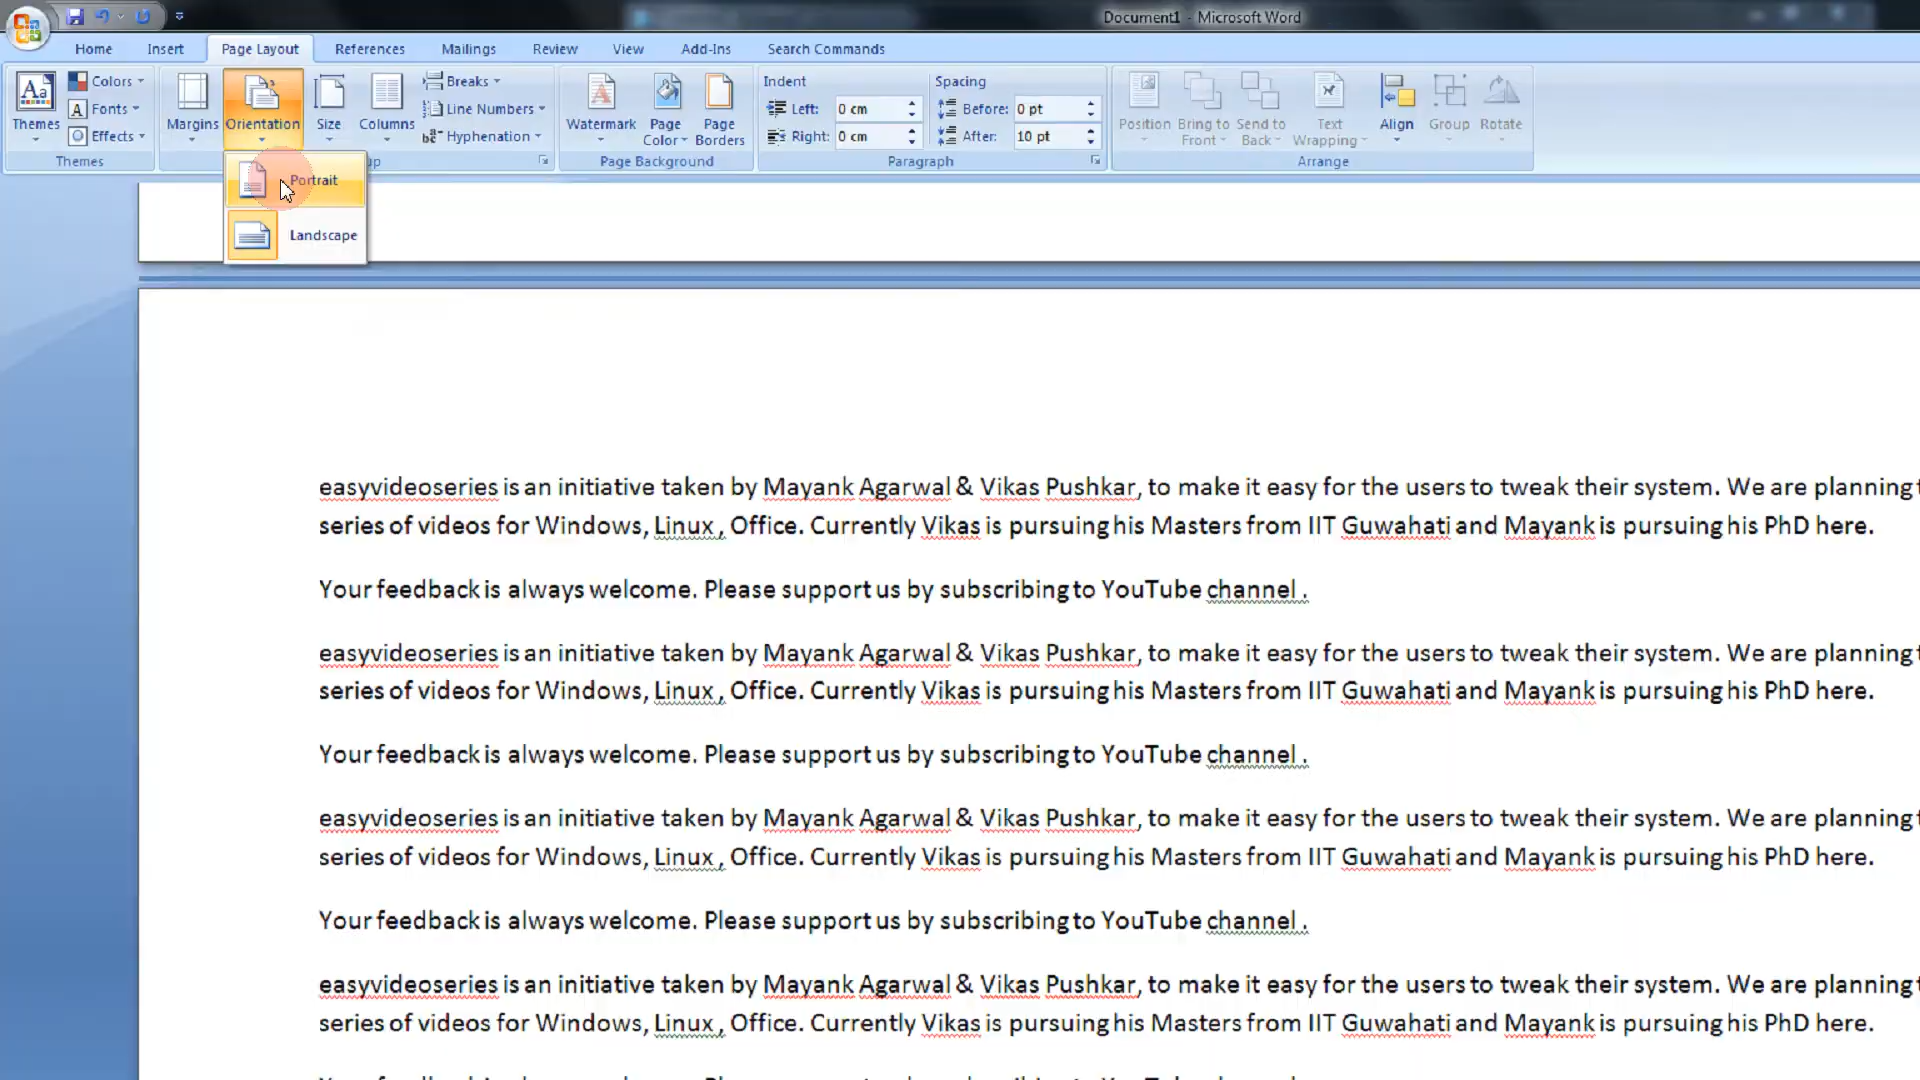 Document1 - Microsoft Word
Home Insert Page Layout References Mailings Review View Add-Ins Search Commands
Themes Colors Fonts Effects
Margins Orientation Size Columns Breaks Line Numbers Hyphenation
Watermark Page Color Page Borders
Indent Spacing
Left: 0 cm Before: 0 pt
Right: 0 cm After: 10 pt
Position Bring to Front Send to Back Text Wrapping Align Group Rotate
Themes up Page Background Paragraph Arrange
Portrait
Landscape
easyvideoseries is an initiative taken by Mayank Agarwal & Vikas Pushkar, to make it easy for the users to tweak their system. We are planning
series of videos for Windows, Linux , Office. Currently Vikas is pursuing his Masters from IIT Guwahati and Mayank is pursuing his PhD here.
Your feedback is always welcome. Please support us by subscribing to YouTube channel .
easyvideoseries is an initiative taken by Mayank Agarwal & Vikas Pushkar, to make it easy for the users to tweak their system. We are planning
series of videos for Windows, Linux , Office. Currently Vikas is pursuing his Masters from IIT Guwahati and Mayank is pursuing his PhD here.
Your feedback is always welcome. Please support us by subscribing to YouTube channel .
easyvideoseries is an initiative taken by Mayank Agarwal & Vikas Pushkar, to make it easy for the users to tweak their system. We are planning
series of videos for Windows, Linux , Office. Currently Vikas is pursuing his Masters from IIT Guwahati and Mayank is pursuing his PhD here.
Your feedback is always welcome. Please support us by subscribing to YouTube channel .
easyvideoseries is an initiative taken by Mayank Agarwal & Vikas Pushkar, to make it easy for the users to tweak their system. We are planning
series of videos for Windows, Linux , Office. Currently Vikas is pursuing his Masters from IIT Guwahati and Mayank is pursuing his PhD here.